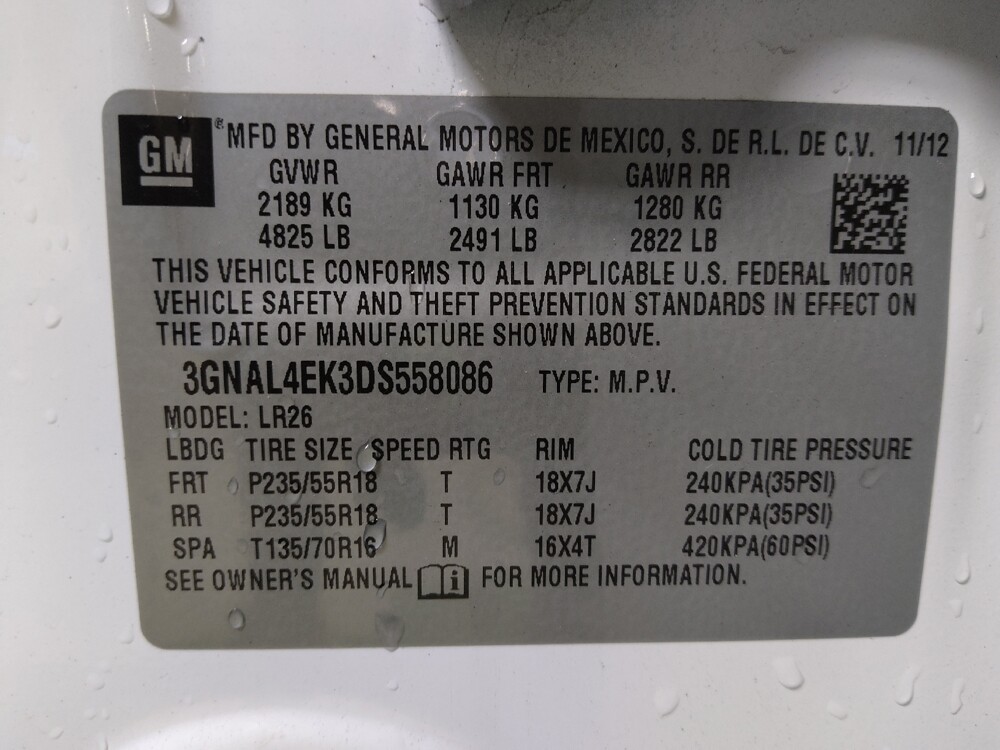 GM® MFD BY GENERAL MOTORS DE MEXICO, S. DE R.L. DE C.V. 11/12
GVWR GAWR FRT GAWR RR
2189 KG 1130 KG 1280 KG
4825 LB 2491 LB 2822 LB
THIS VEHICLE CONFORMS TO ALL APPLICABLE U.S. FEDERAL MOTOR
VEHICLE SAFETY AND THEFT PREVENTION STANDARDS IN EFFECT ON
THE DATE OF MANUFACTURE SHOWN ABOVE.
3GNAL4EK3DS558086 TYPE: M.P.V.
MODEL: LR26
LBDG TIRE SIZE SPEED RTG RIM COLD TIRE PRESSURE
FRT P235/55R18 T 18X7J 240KPA(35PSI)
RR P235/55R18 T 18X7J 240KPA(35PSI)
SPA T135/70R16 M 16X4T 420KPA(60PSI)
SEE OWNER'S MANUAL i FOR MORE INFORMATION.